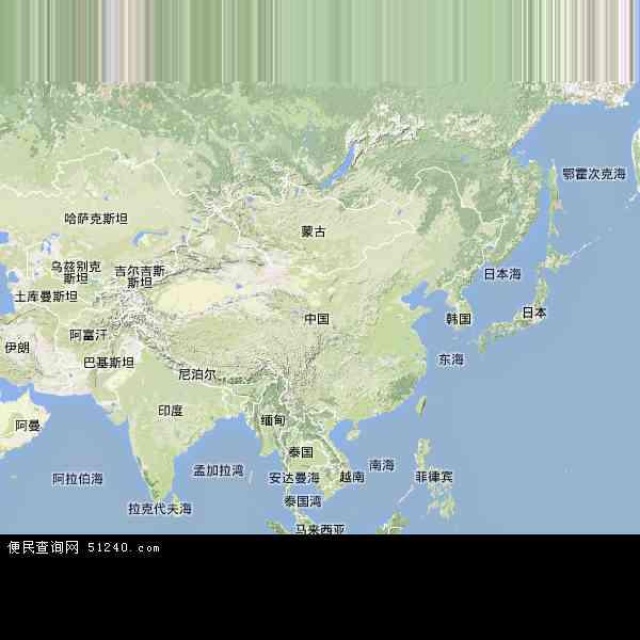 鄂霍次克海
哈萨克斯坦
蒙古
乌兹别克
斯坦
吉尔吉斯
斯坦
日本海
土库曼斯坦
日本
中国
韩国
阿富汗
伊朗
东海
巴基斯坦
尼泊尔
印度
缅甸
阿曼
泰国
南海
孟加拉湾
阿拉伯海
安达曼海
越南
菲律宾
泰国湾
拉克代夫海
马来西亚
便民查询网 51240.com